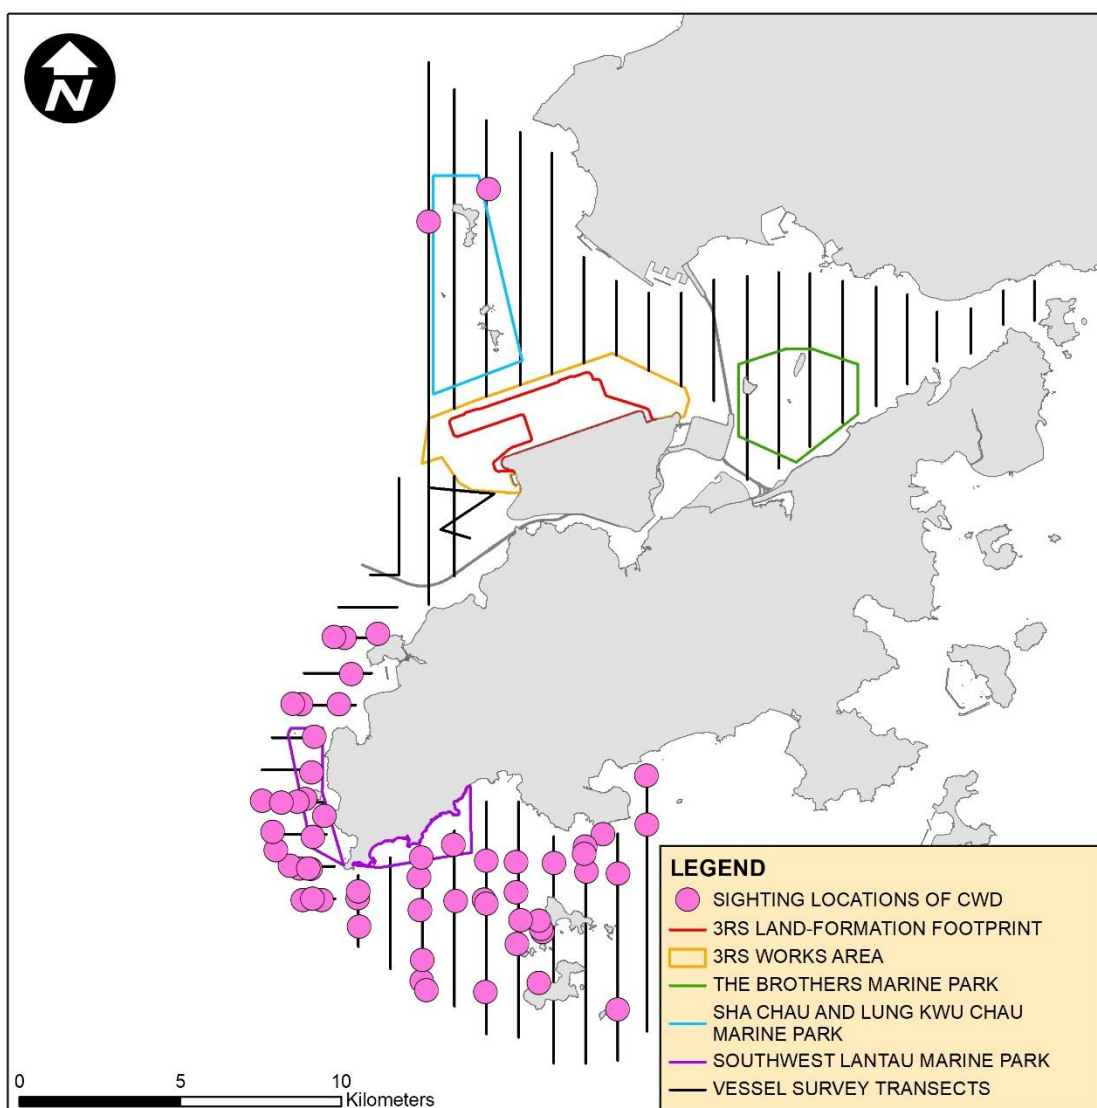 N
LEGEND
SIGHTING LOCATIONS OF CWD
3RS LAND-FORMATION FOOTPRINT
3RS WORKS AREA
THE BROTHERS MARINE PARK
SHA CHAU AND LUNG KWU CHAU
MARINE PARK
SOUTHWEST LANTAU MARINE PARK
VESSEL SURVEY TRANSECTS
0 5 10
Kilometers